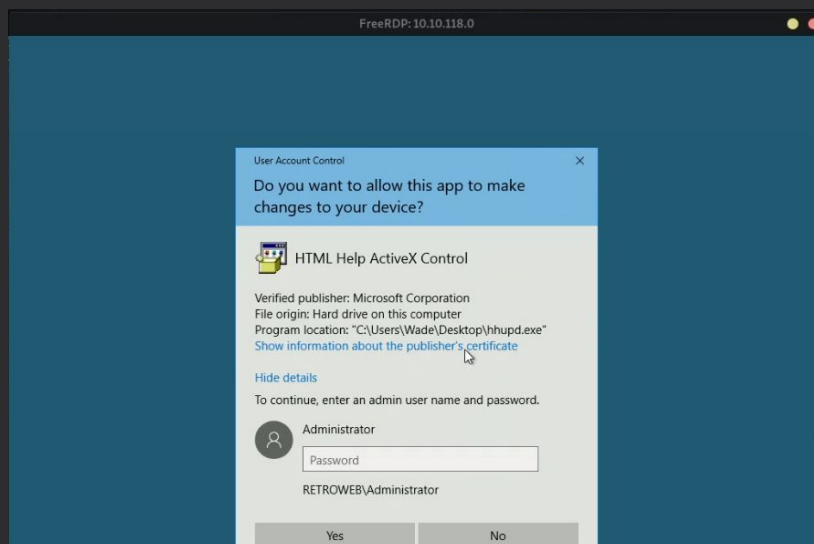 FreeRDP: 10.10.118.0
User Account Control
Do you want to allow this app to make
changes to your device?
HTML Help ActiveX Control
Verified publisher: Microsoft Corporation
File origin: Hard drive on this computer
Program location: "C:\Users\Wade\Desktop\hhupd.exe"
Show information about the publisher's certificate
Hide details
To continue, enter an admin user name and password.
Administrator
Password
RETROWEB\Administrator
Yes
No